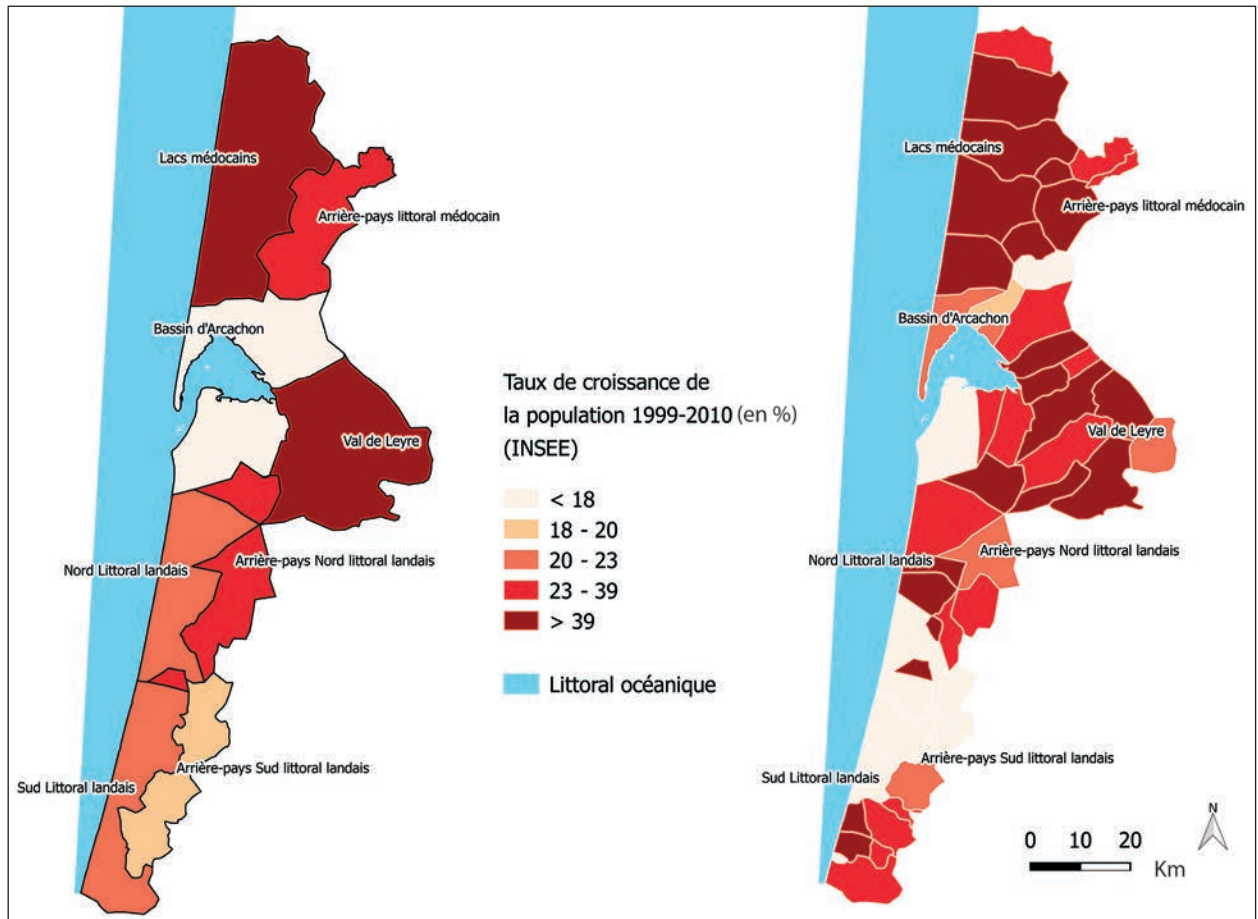 Lacs médocains
Arrière-pays littoral médocain
Bassin d'Arcachon
Val de Leyre
Nord Littoral landais
Arrière-pays Nord littoral landais
Sud Littoral landais
Arrière-pays Sud littoral landais
Taux de croissance de
la population 1999-2010 (en %)
(INSEE)
< 18
18 - 20
20 - 23
23 - 39
> 39
Littoral océanique
Lacs médocains
Arrière-pays littoral médocain
Bassin d'Arcachon
Val de Leyre
Arrière-pays Nord littoral landais
Nord Littoral landais
Arrière-pays Sud littoral landais
Sud Littoral landais
N
0 10 20
Km